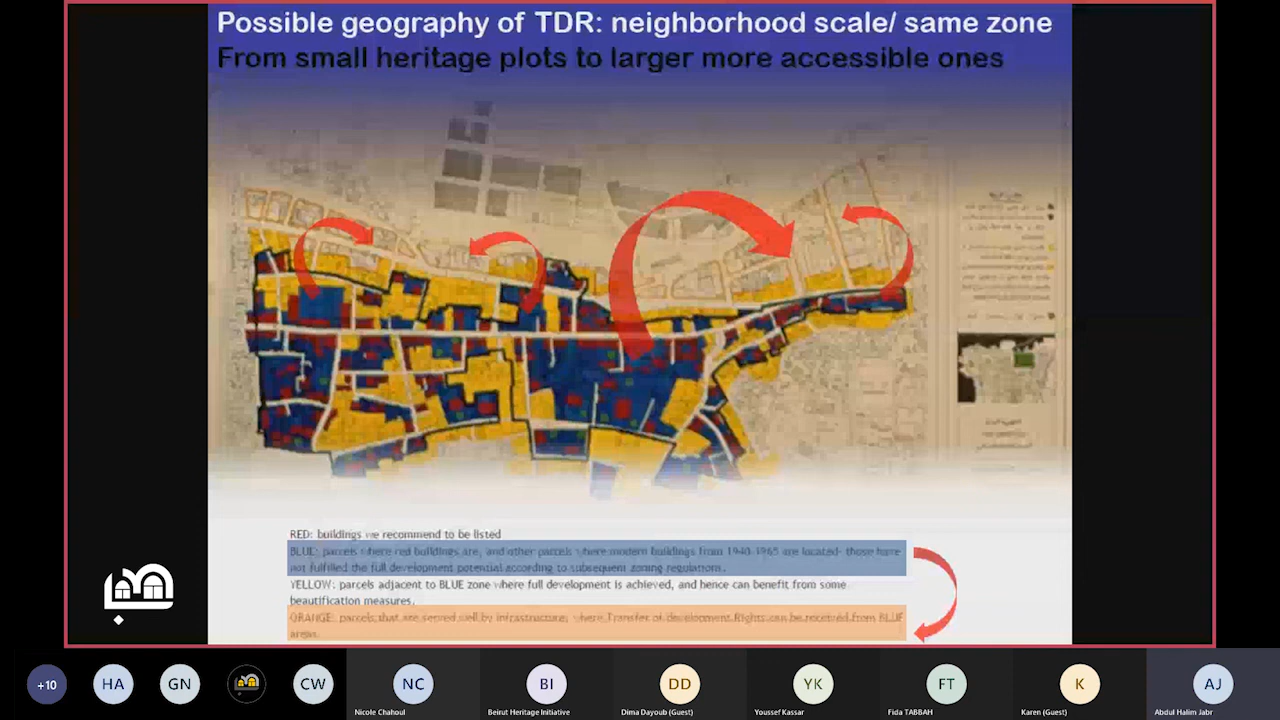 Possible geography of TDR: neighborhood scale/ same zone
From small heritage plots to larger more accessible ones
RED: buildings we recommend to be listed
BLUE: parcels where red buildings are, and other parcels where modern buildings from 1940-1965 are located- those have
not fulfilled the full development potential according to subsequent zoning regulations.
YELLOW: parcels adjacent to BLUE zone where full development is achieved, and hence can benefit from some
beautification measures.
ORANGE: parcels that are served well by infrastructure, where Transfer of development Rights can be received from BLUE
areas.
+10
HA
GN
CW
NC
BI
DD
YK
FT
K
AJ
Nicole Chahoul
Beirut Heritage Initiative
Dima Dayoub (Guest)
Youssef Kassar
Fida TABBAH
Karen (Guest)
Abdul Halim Jabr